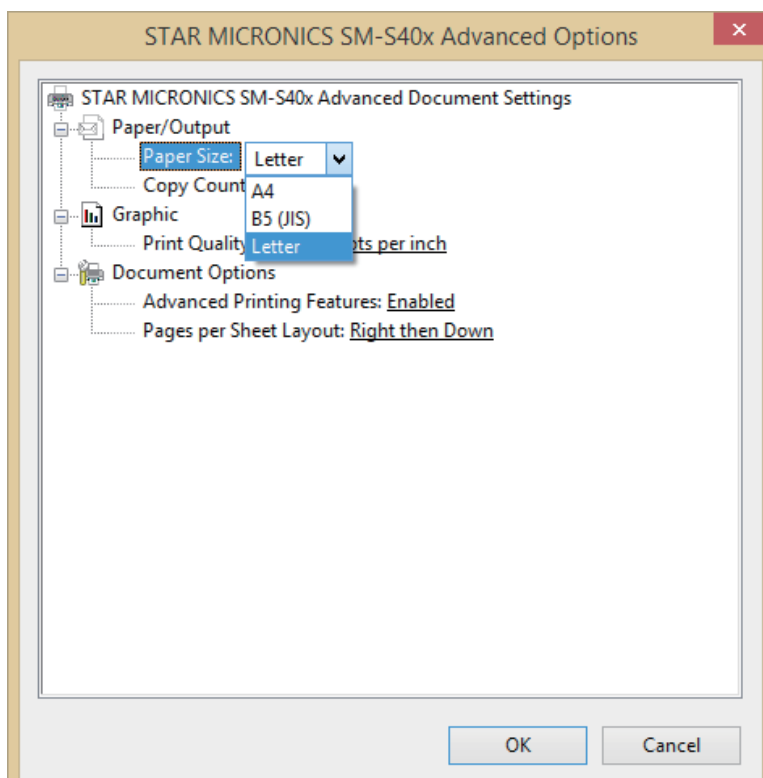 STAR MICRONICS SM-S40x Advanced Options
STAR MICRONICS SM-S40x Advanced Document Settings
Paper/Output
Paper Size: Letter
Copy Count
A4
B5 (JIS)
Letter
Graphic
Print Quality
per inch
Document Options
Advanced Printing Features: Enabled
Pages per Sheet Layout: Right then Down
OK
Cancel